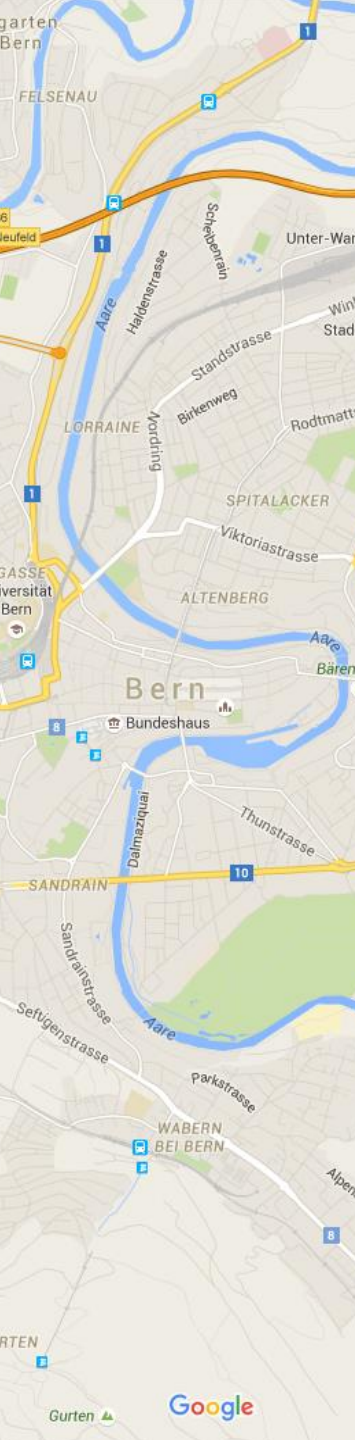 garten
Bern
1
FELSENAU
6
Neufeld
1
Scheibenrain
Unter-War
Haldenstrasse
Aare
Win
Stad
Standstrasse
Birkenweg
LORRAINE
Nordring
Rodtmatt
1
SPITALACKER
Viktoriastrasse
GASSE
iversität
Bern
ALTENBERG
Aare
Bären
Bern
8
Bundeshaus
Dalmaziquai
Thunstrasse
10
SANDRAIN
Sandrainstrasse
Seftigenstrasse
Aare
Parkstrasse
WABERN
BEI BERN
Alpen
8
RTEN
Gurten
Google